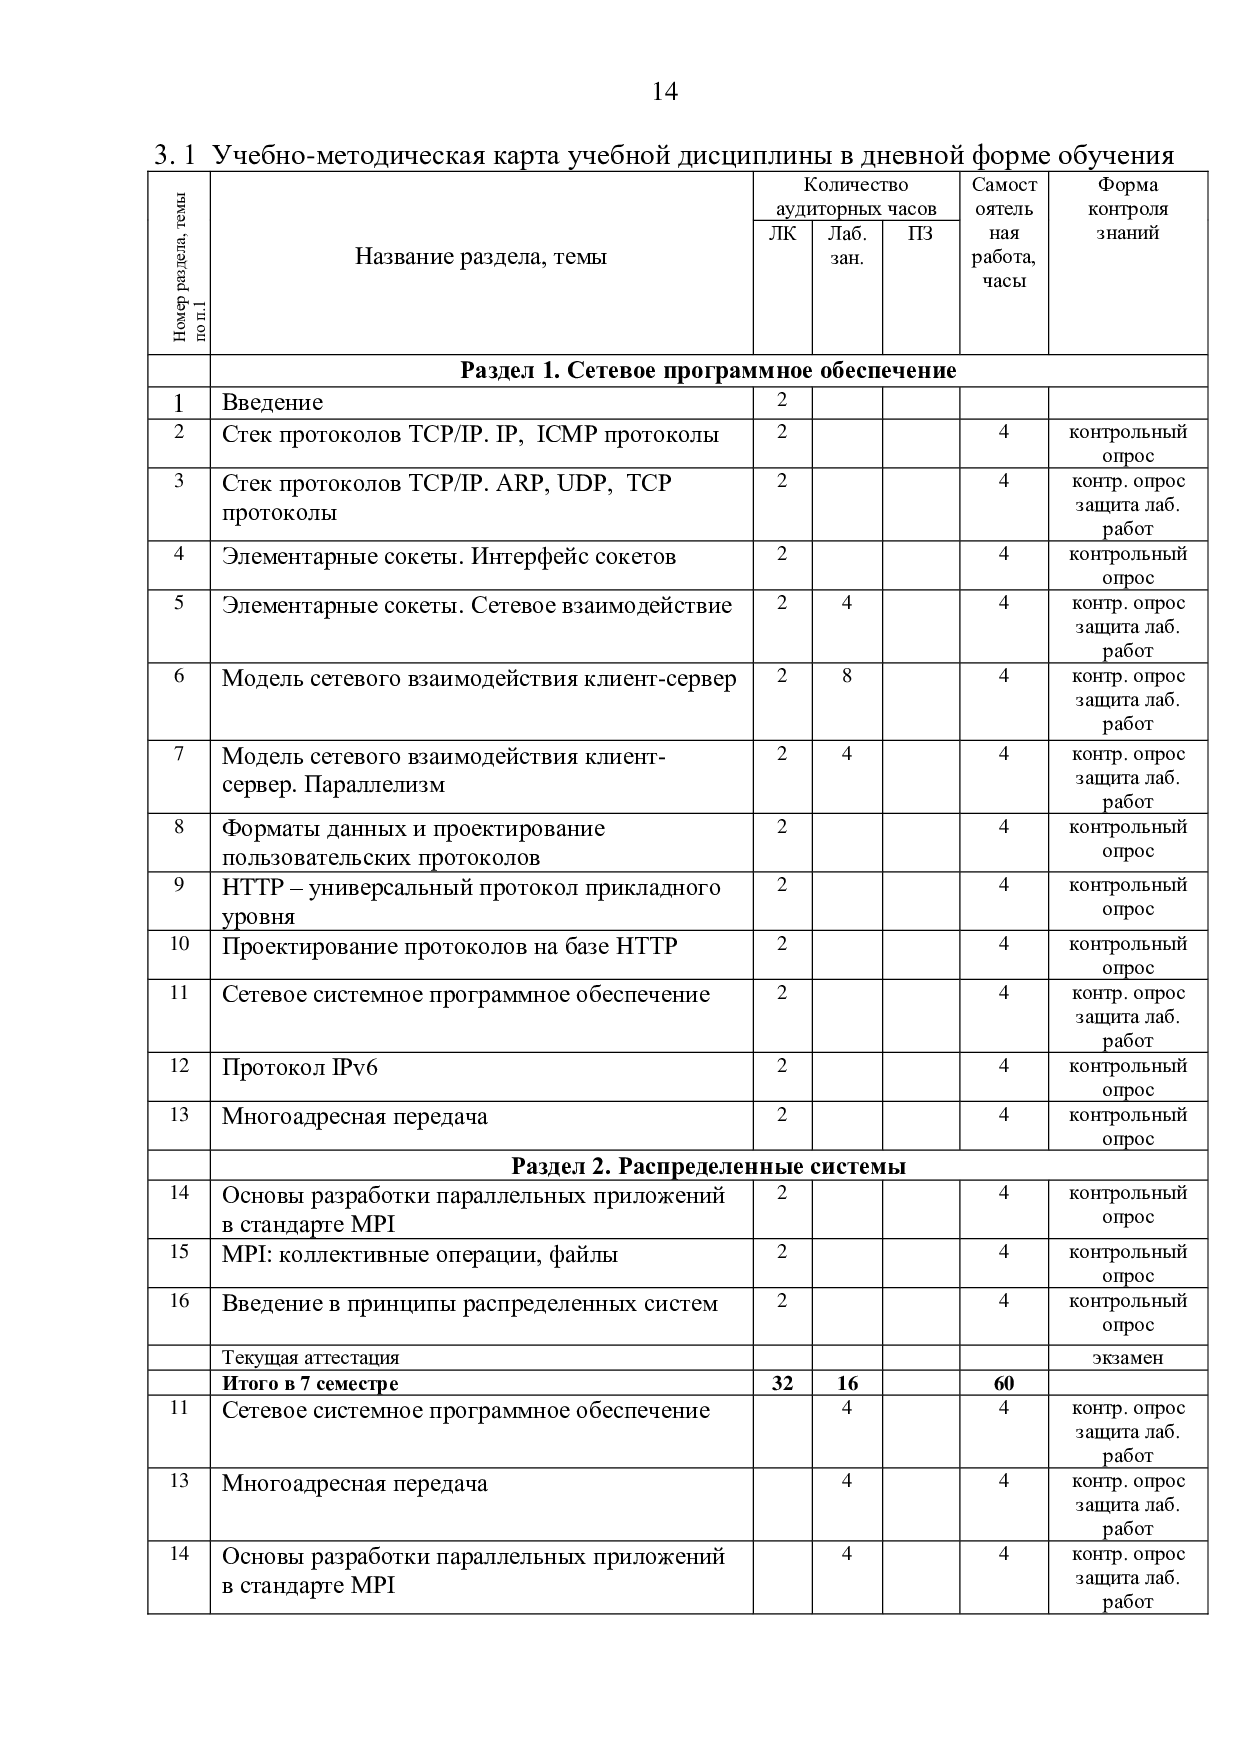 14
3. 1 Учебно-методическая карта учебной дисциплины в дневной форме обучения
Номер раздела, темы
по п.1
Название раздела, темы
Количество
аудиторных часов
ЛК
Лаб.
зан.
ПЗ
Самост
оятель
ная
работа,
часы
Форма
контроля
знаний
Раздел 1. Сетевое программное обеспечение
1 Введение 2
2 Стек протоколов TCP/IP. IP, ICMP протоколы 2 4 контрольный
опрос
3 Стек протоколов TCP/IP. ARP, UDP, TCP 2 4 контр. опрос
протоколы защита лаб.
работ
4 Элементарные сокеты. Интерфейс сокетов 2 4 контрольный
опрос
5 Элементарные сокеты. Сетевое взаимодействие 2 4 4 контр. опрос
защита лаб.
работ
6 Модель сетевого взаимодействия клиент-сервер 2 8 4 контр. опрос
защита лаб.
работ
7 Модель сетевого взаимодействия клиент- 2 4 4 контр. опрос
сервер. Параллелизм защита лаб.
работ
8 Форматы данных и проектирование 2 4 контрольный
пользовательских протоколов опрос
9 HTTP – универсальный протокол прикладного 2 4 контрольный
уровня опрос
10 Проектирование протоколов на базе HTTP 2 4 контрольный
опрос
11 Сетевое системное программное обеспечение 2 4 контр. опрос
защита лаб.
работ
12 Протокол IPv6 2 4 контрольный
опрос
13 Многоадресная передача 2 4 контрольный
опрос
Раздел 2. Распределенные системы
14 Основы разработки параллельных приложений 2 4 контрольный
в стандарте MPI опрос
15 MPI: коллективные операции, файлы 2 4 контрольный
опрос
16 Введение в принципы распределенных систем 2 4 контрольный
опрос
Текущая аттестация экзамен
Итого в 7 семестре 32 16 60
11 Сетевое системное программное обеспечение 4 4 контр. опрос
защита лаб.
работ
13 Многоадресная передача 4 4 контр. опрос
защита лаб.
работ
14 Основы разработки параллельных приложений 4 4 контр. опрос
в стандарте MPI защита лаб.
работ